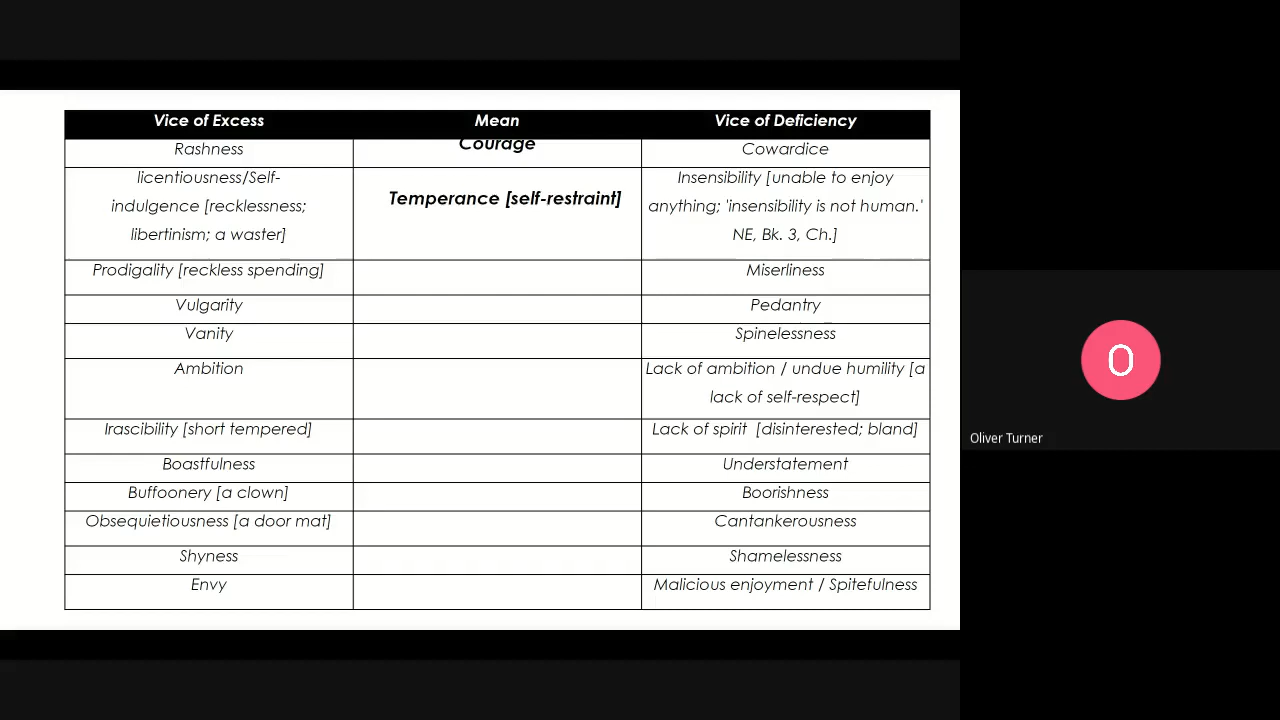 Vice of Excess Mean Vice of Deficiency
Rashness Courage Cowardice
licentiousness/Self-
indulgence [recklessness;
libertinism; a waster]
Temperance [self-restraint]
Insensibility [unable to enjoy
anything; 'insensibility is not human.'
NE, Bk. 3, Ch.]
Prodigality [reckless spending] Miserliness
Vulgarity Pedantry
Vanity Spinelessness
Ambition
Lack of ambition / undue humility [a
lack of self-respect]
Irascibility [short tempered] Lack of spirit [disinterested; bland]
Boastfulness Understatement
Buffoonery [a clown] Boorishness
Obsequietiousness [a door mat] Cantankerousness
Shyness Shamelessness
Envy Malicious enjoyment / Spitefulness
O
Oliver Turner